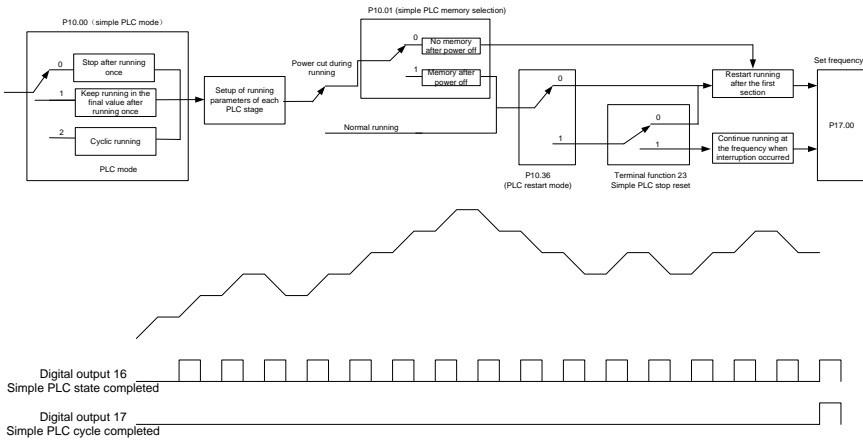 P10.00（simple PLC mode）
0
Stop after running
once
1
Keep running in the
final value after
running once
2
Cyclic running
PLC mode
Setup of running
parameters of each
PLC stage
Power cut during
running
Normal running
P10.01 (simple PLC memory selection)
0
No memory
after power off
1
Memory after
power off
0
1
P10.36
(PLC restart mode)
0
1
Terminal function 23
Simple PLC stop reset
Restart running
after the first
section
Continue running at
the frequency when
interruption occurred
Set frequency
P17.00
Digital output 16
Simple PLC state completed
Digital output 17
Simple PLC cycle completed